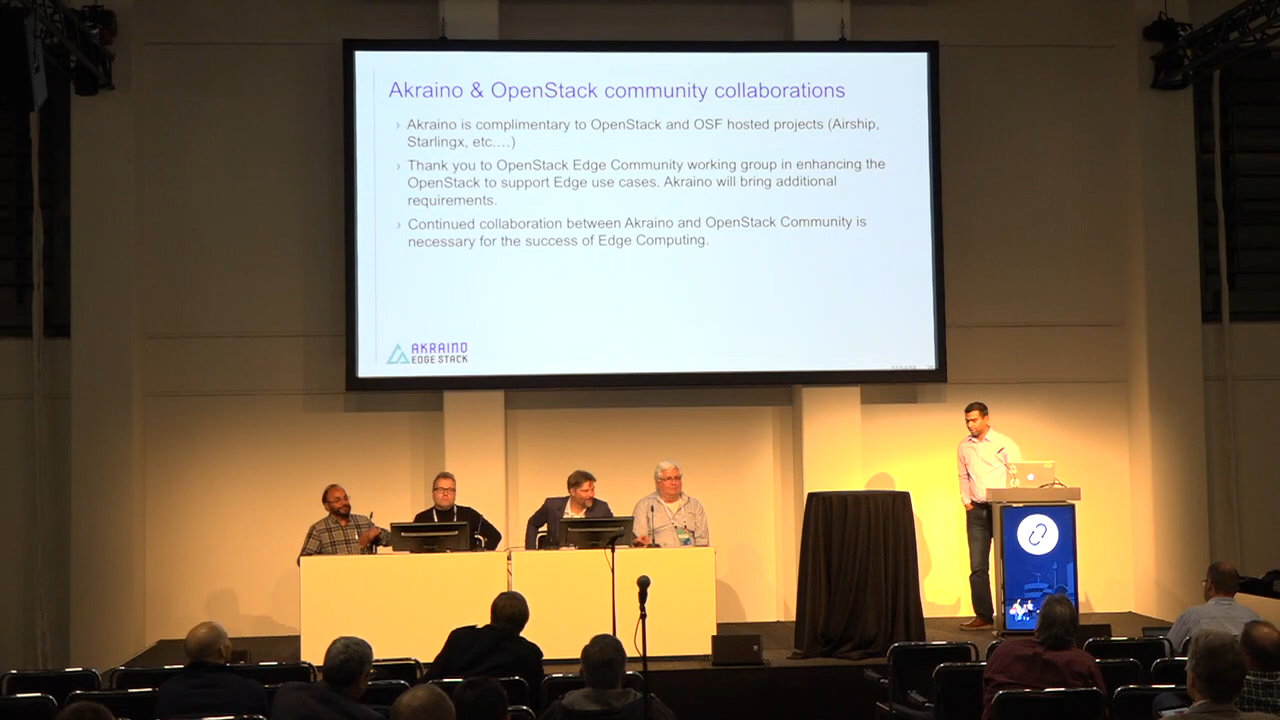 Akraino & OpenStack community collaborations
› Akraino is complimentary to OpenStack and OSF hosted projects (Airship,
Starlingx, etc.…)
› Thank you to OpenStack Edge Community working group in enhancing the
OpenStack to support Edge use cases. Akraino will bring additional
requirements.
› Continued collaboration between Akraino and OpenStack Community is
necessary for the success of Edge Computing.
AKRAINO
EDGE STACK